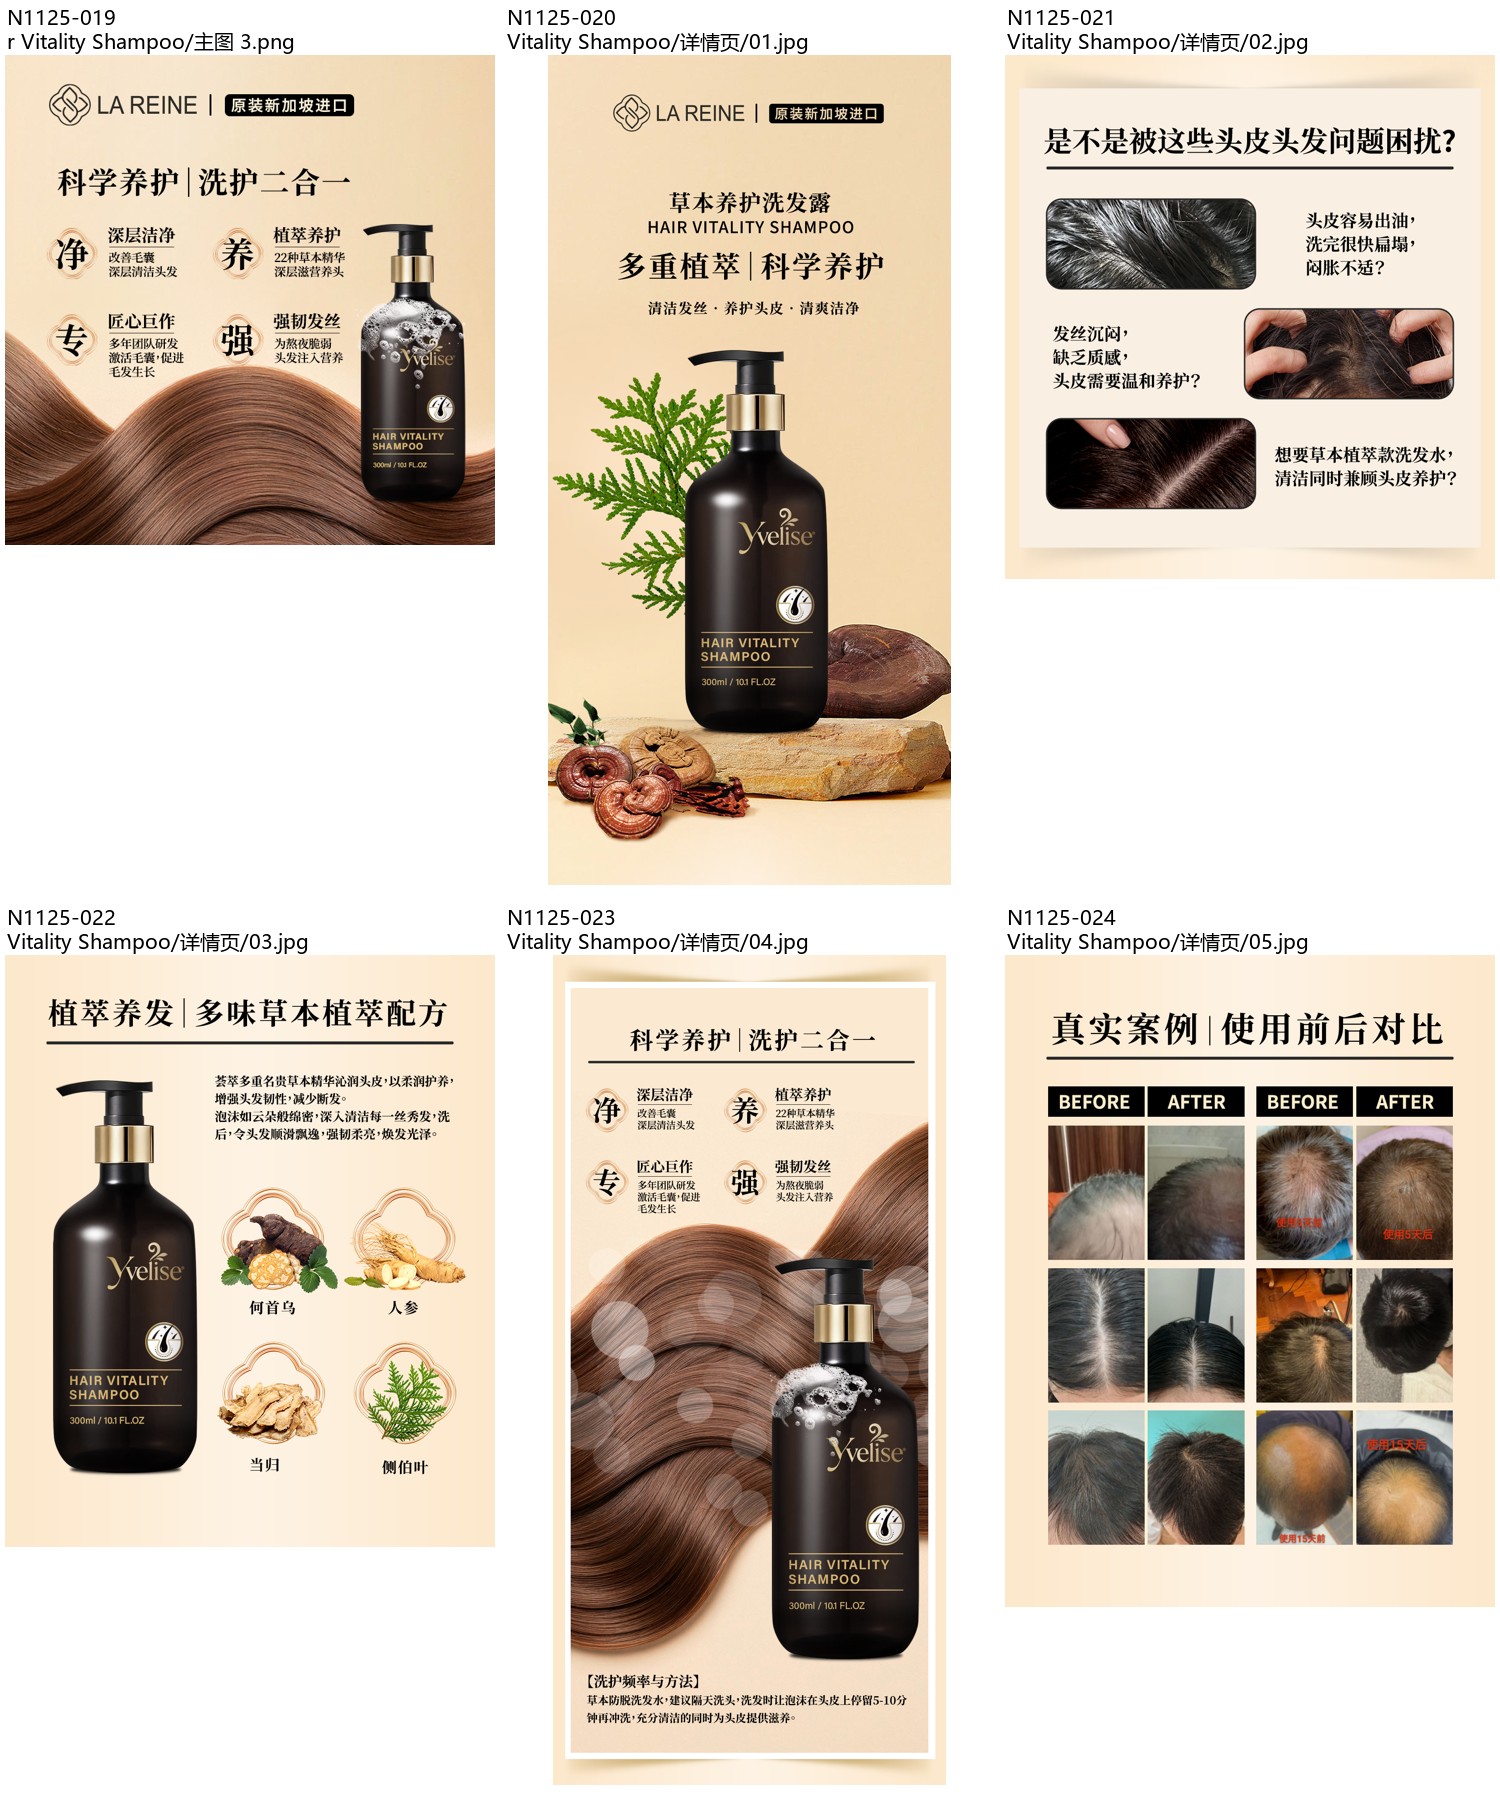 N1125-019
r Vitality Shampoo/主图 3.png
LA REINE | 原装新加坡进口
科学养护|洗护二合一
净
深层洁净
改善毛囊
深层清洁头发
养
植萃养护
22种草本精华
深层滋营养头
专
匠心巨作
多年团队研发
激活毛囊,促进
毛发生长
强
强韧发丝
为熬夜脆弱
头发注入营养
Yvelise
HAIR VITALITY
SHAMPOO
300ml / 10.1 FL.OZ
N1125-020
Vitality Shampoo/详情页/01.jpg
LA REINE | 原装新加坡进口
草本养护洗发露
HAIR VITALITY SHAMPOO
多重植萃|科学养护
清洁发丝 · 养护头皮 · 清爽洁净
Yvelise
HAIR VITALITY
SHAMPOO
300ml / 10.1 FL.OZ
N1125-021
Vitality Shampoo/详情页/02.jpg
是不是被这些头皮头发问题困扰?
头皮容易出油,
洗完很快扁塌,
闷胀不适?
发丝沉闷,
缺乏质感,
头皮需要温和养护?
想要草本植萃款洗发水,
清洁同时兼顾头皮养护?
N1125-022
Vitality Shampoo/详情页/03.jpg
植萃养发|多味草本植萃配方
荟萃多重名贵草本精华沁润头皮,以柔润护养,
增强头发韧性,减少断发。
泡沫如云朵般绵密,深入清洁每一丝秀发,洗
后,令头发顺滑飘逸,强韧柔亮,焕发光泽。
Yvelise
HAIR VITALITY
SHAMPOO
300ml / 10.1 FL.OZ
何首乌
人参
当归
侧伯叶
N1125-023
Vitality Shampoo/详情页/04.jpg
科学养护|洗护二合一
净
深层洁净
改善毛囊
深层清洁头发
养
植萃养护
22种草本精华
深层滋营养头
专
匠心巨作
多年团队研发
激活毛囊,促进
毛发生长
强
强韧发丝
为熬夜脆弱
头发注入营养
Yvelise
HAIR VITALITY
SHAMPOO
300ml / 10.1 FL.OZ
【洗护频率与方法】
草本防脱洗发水,建议隔天洗头,洗发时让泡沫在头皮上停留5-10分
钟再冲洗,充分清洁的同时为头皮提供滋养。
N1125-024
Vitality Shampoo/详情页/05.jpg
真实案例|使用前后对比
BEFORE AFTER BEFORE AFTER
使用5天后
使用15天后
使用15天前